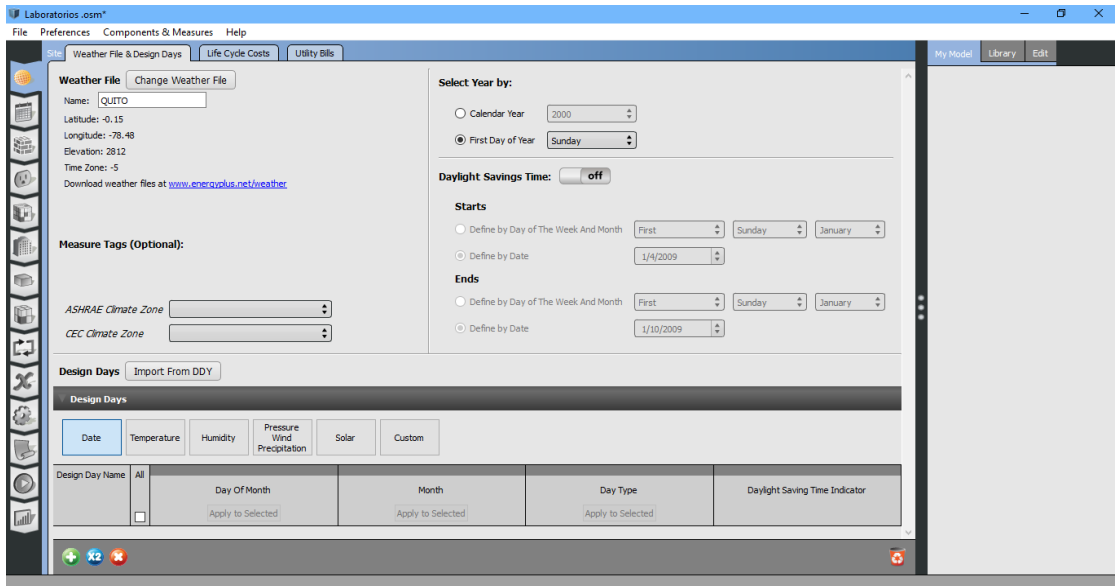 Laboratorios .osm*
File Preferences Components & Measures Help
Site Weather File & Design Days Life Cycle Costs Utility Bills
My Model Library Edit
Weather File Change Weather File
Name: QUITO
Latitude: -0.15
Longitude: -78.48
Elevation: 2812
Time Zone: -5
Download weather files at www.energyplus.net/weather
Measure Tags (Optional):
ASHRAE Climate Zone
CEC Climate Zone
Select Year by:
Calendar Year 2000
First Day of Year Sunday
Daylight Savings Time: off
Starts
Define by Day of The Week And Month First Sunday January
Define by Date 1/4/2009
Ends
Define by Day of The Week And Month First Sunday January
Define by Date 1/10/2009
Design Days Import From DDY
Design Days
Date Temperature Humidity
Pressure
Wind
Precipitation
Solar Custom
Design Day Name All
Day Of Month Month Day Type Daylight Saving Time Indicator
Apply to Selected Apply to Selected Apply to Selected
X2